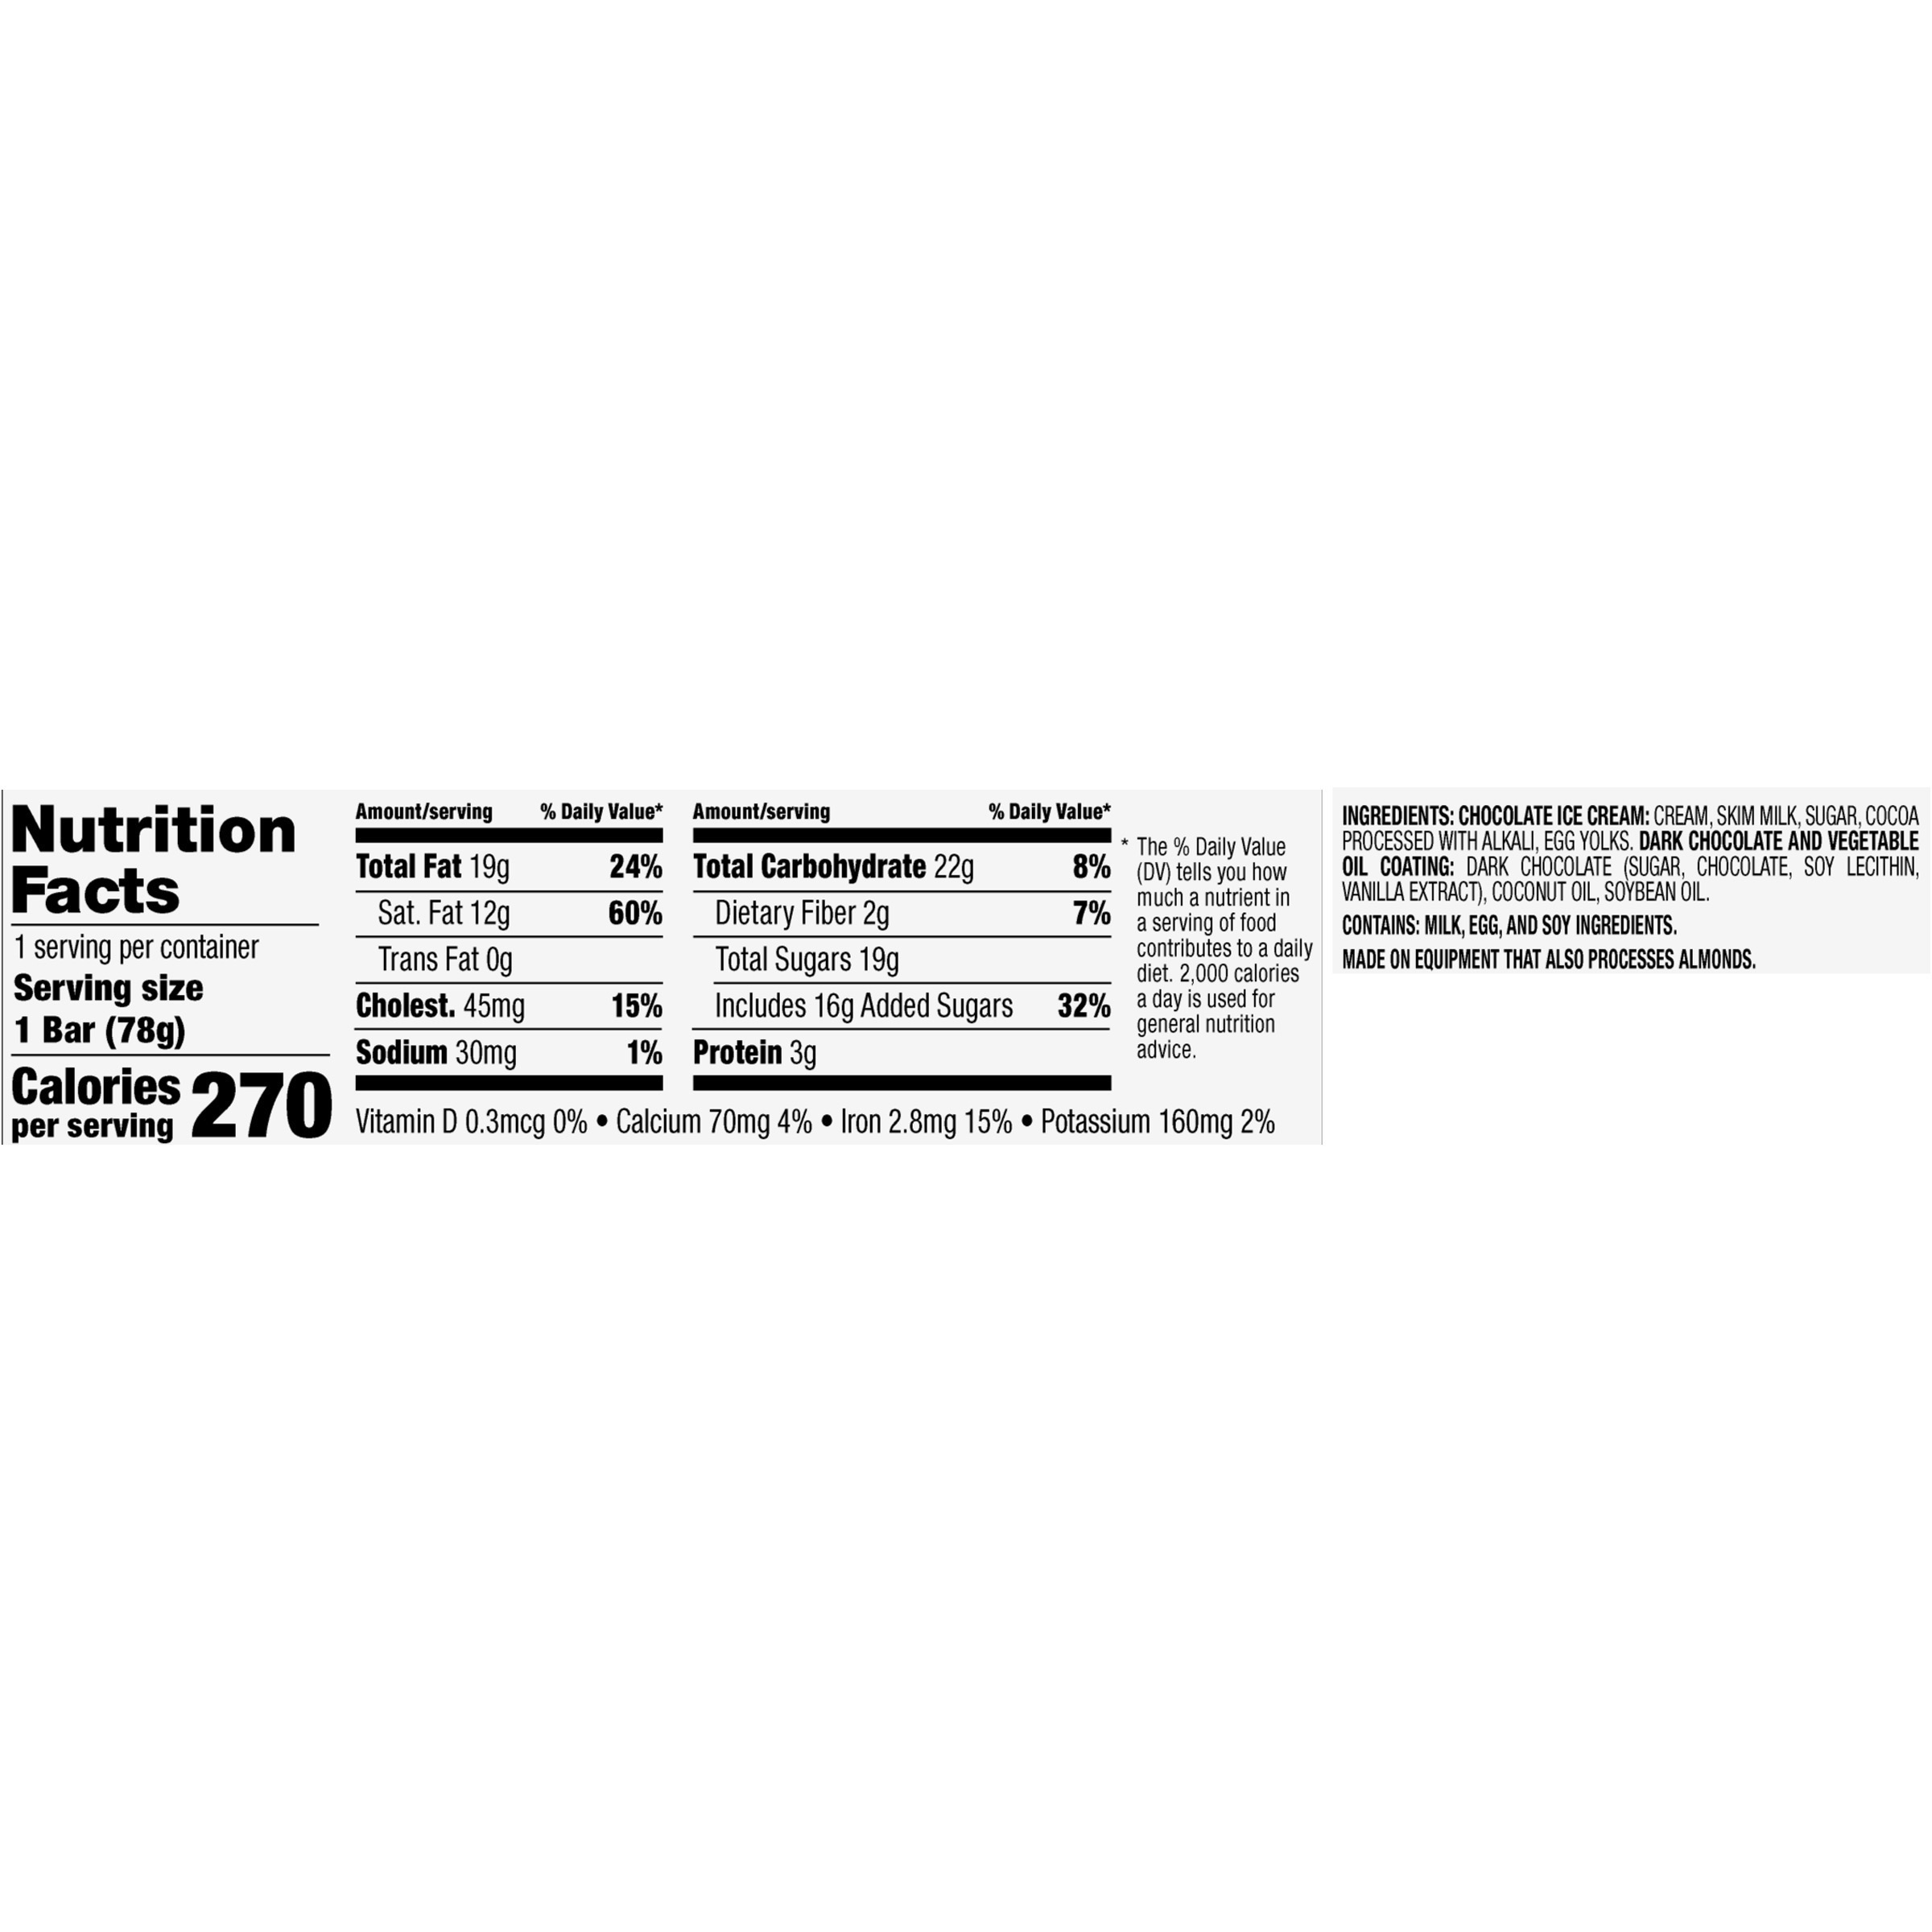 Nutrition
Facts
1 serving per container
Serving size
1 Bar (78g)
Calories
per serving 270
Amount/serving % Daily Value*
Total Fat 19g 24%
Sat. Fat 12g 60%
Trans Fat 0g
Cholest. 45mg 15%
Sodium 30mg 1%
Amount/serving % Daily Value*
Total Carbohydrate 22g 8%
Dietary Fiber 2g 7%
Total Sugars 19g
Includes 16g Added Sugars 32%
Protein 3g
* The % Daily Value
(DV) tells you how
much a nutrient in
a serving of food
contributes to a daily
diet. 2,000 calories
a day is used for
general nutrition
advice.
Vitamin D 0.3mcg 0% • Calcium 70mg 4% • Iron 2.8mg 15% • Potassium 160mg 2%
INGREDIENTS: CHOCOLATE ICE CREAM: CREAM, SKIM MILK, SUGAR, COCOA
PROCESSED WITH ALKALI, EGG YOLKS. DARK CHOCOLATE AND VEGETABLE
OIL COATING: DARK CHOCOLATE (SUGAR, CHOCOLATE, SOY LECITHIN,
VANILLA EXTRACT), COCONUT OIL, SOYBEAN OIL.
CONTAINS: MILK, EGG, AND SOY INGREDIENTS.
MADE ON EQUIPMENT THAT ALSO PROCESSES ALMONDS.